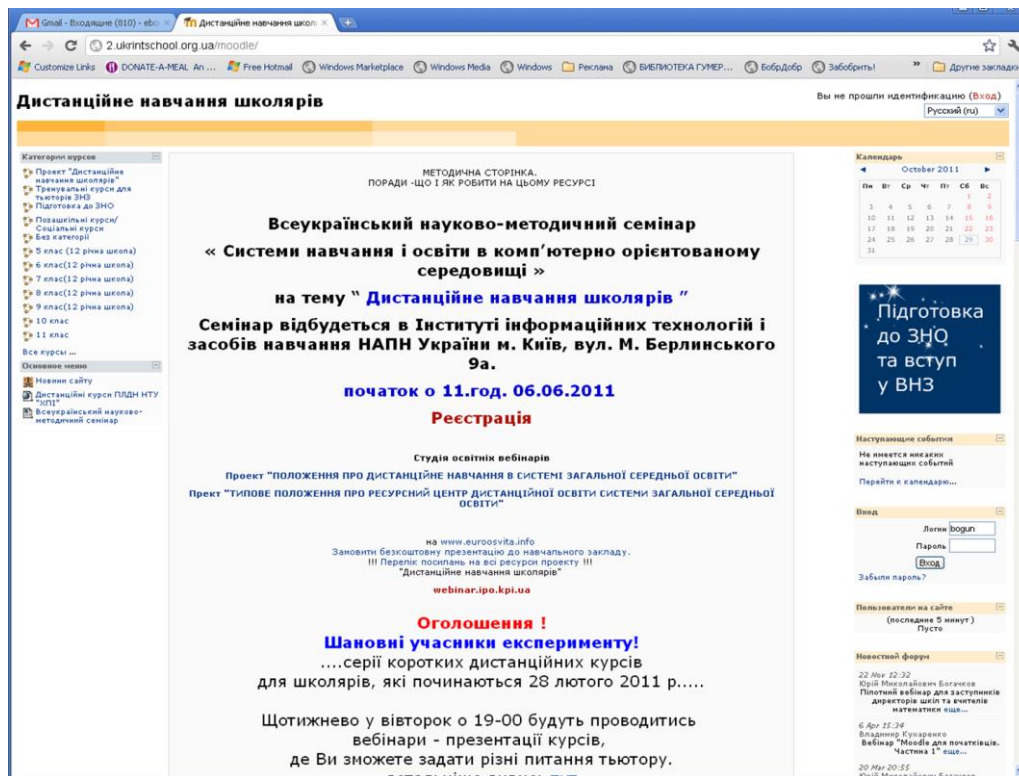 Gmail - Входящие (810) - ebo
Дистанційне навчання школ
2.ukrintschool.org.ua/moodle/
Customize Links
DONATE-A-MEAL An ...
Free Hotmail
Windows Marketplace
Windows Media
Windows
Реклама
БИБЛИОТЕКА ГУМЕР...
БобрДобр
Забобрить!
»
Другие закладк
Дистанційне навчання школярів
Вы не прошли идентификацию (Вход)
Русский (ru)
Категории курсов
Проект "Дистанційне
навчання школярів"
Тренувальні курси для
тьюторів ЗНЗ
Підготовка до ЗНО
Позашкільні курси/
Соціальні курси
Без категорії
5 клас (12 річна школа)
6 клас(12 річна школа)
7 клас(12 річна школа)
8 клас(12 річна школа)
9 клас(12 річна школа)
10 клас
11 клас
Все курсы ...
Основное меню
Новини сайту
Дистанційні курси ПЛДН НТУ
"ХПІ"
Всеукраїнський науково-
методичний семінар
МЕТОДИЧНА СТОРІНКА.
ПОРАДИ -ЩО І ЯК РОБИТИ НА ЦЬОМУ РЕСУРСІ
Всеукраїнський науково-методичний семінар
« Системи навчання і освіти в комп’ютерно орієнтованому
середовищі »
на тему “ Дистанційне навчання школярів ”
Семінар відбудеться в Інституті інформаційних технологій і
засобів навчання НАПН України м. Київ, вул. М. Берлинського
9а.
початок о 11.год. 06.06.2011
Реєстрація
Студія освітніх вебінарів
Проект "ПОЛОЖЕННЯ ПРО ДИСТАНЦІЙНЕ НАВЧАННЯ В СИСТЕМІ ЗАГАЛЬНОЇ СЕРЕДНЬОЇ ОСВІТИ"
Прект "ТИПОВЕ ПОЛОЖЕННЯ ПРО РЕСУРСНИЙ ЦЕНТР ДИСТАНЦІЙНОЇ ОСВІТИ СИСТЕМИ ЗАГАЛЬНОЇ СЕРЕДНЬОЇ
ОСВІТИ"
на www.euroosvita.info
Замовити безкоштовну презентацію до навчального закладу.
!!! Перелік посилань на всі ресурси проекту !!!
"Дистанційне навчання школярів"
webinar.ipo.kpi.ua
Оголошення !
Шановні учасники експерименту!
....серії коротких дистанційних курсів
для школярів, які починаються 28 лютого 2011 р.....
Щотижнево у вівторок о 19-00 будуть проводитись
вебінари - презентації курсів,
де Ви зможете задати різні питання тьютору.
Календарь
October 2011
Пн Вт Ср Чт Пт Сб Вс
1 2
3 4 5 6 7 8 9
10 11 12 13 14 15 16
17 18 19 20 21 22 23
24 25 26 27 28 29 30
31
Підготовка
до ЗНО
та вступ
у ВНЗ
Наступающие события
Не имеется никаких
наступающих событий
Перейти к календарю...
Вход
Логин bogun
Пароль
Вход
Забыли пароль?
Пользователи на сайте
(последние 5 минут )
Пусто
Новостной форум
22 Nov 12:32
Юрій Миколайович Богачков
Пілотний вебінар для заступників
директорів шкіл та вчителів
математики еще...
6 Apr 15:34
Владимир Кухаренко
Вебінар "Moodle для початківців.
Частина 1" еще...
20 Mar 20:55
Юрій Миколайович Богачков